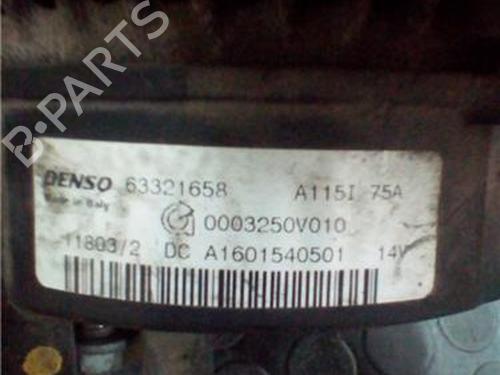 B-PARTS
DENSO 63321658 A115I 75A
Made in Italy
0003250V010
11803/2 DC A1601540501 14V